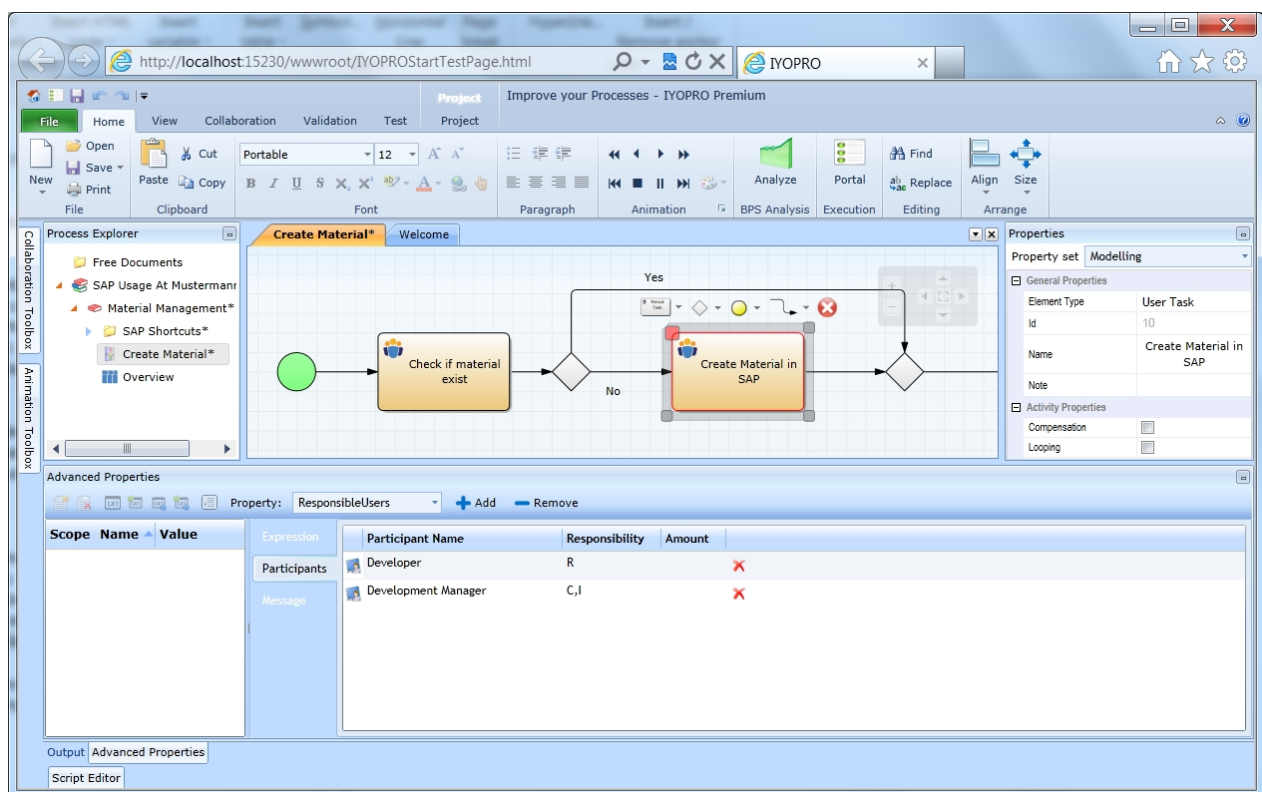 http://localhost:15230/wwwroot/IYOPROStartTestPage.html
IYOPRO
Project
Improve your Processes - IYOPRO Premium
File
Home
View
Collaboration
Validation
Test
Project
New
Open
Save
Print
File
Paste
Cut
Copy
Clipboard
Portable
12
Font
Paragraph
Animation
Analyze
BPS Analysis
Portal
Execution
Find
Replace
Editing
Align
Size
Arrange
Collaboration Toolbox
Animation Toolbox
Process Explorer
Free Documents
SAP Usage At Mustermann
Material Management*
SAP Shortcuts*
Create Material*
Overview
Create Material*
Welcome
Yes
Check if material
exist
No
Create Material in
SAP
Properties
Property set
Modelling
General Properties
Element Type
User Task
Id
10
Name
Create Material in
SAP
Note
Activity Properties
Compensation
Looping
Advanced Properties
Property:
ResponsibleUsers
Add
Remove
Scope
Name
Value
Expression
Participants
Message
Participant Name
Responsibility
Amount
Developer
R
Development Manager
C,I
Output
Advanced Properties
Script Editor